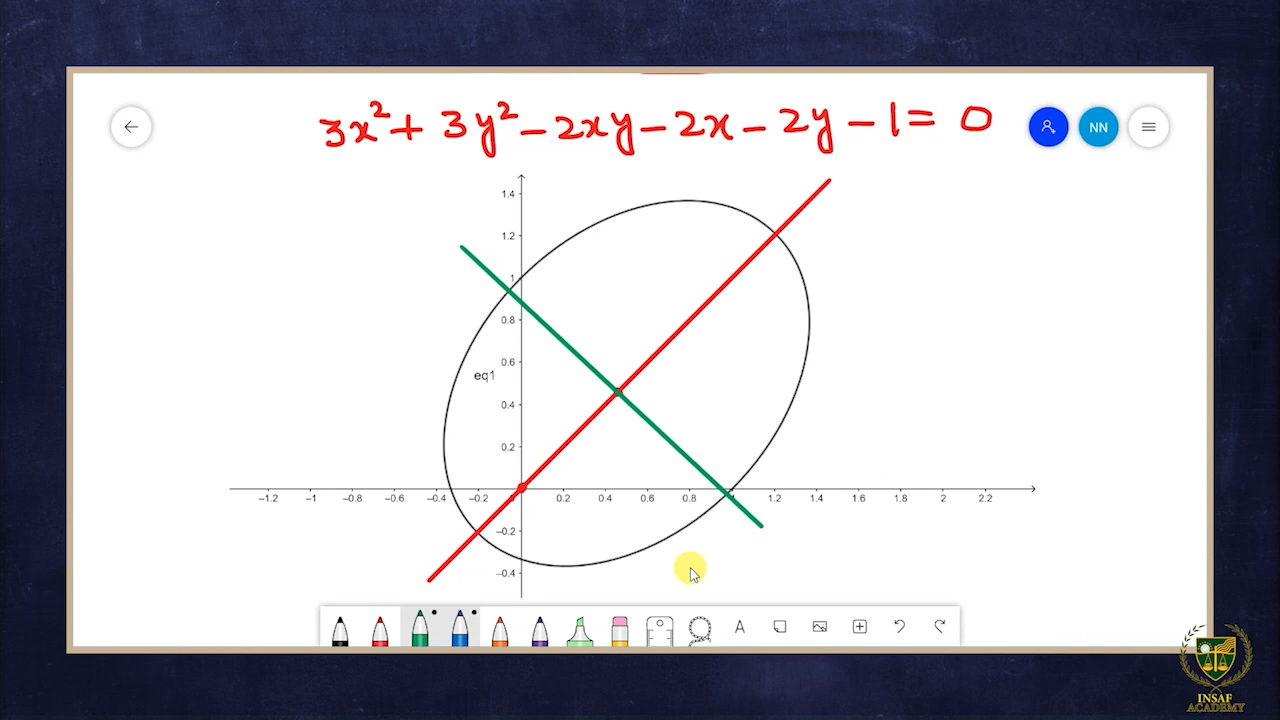 3x²+ 3y²-2xy-2x-2y-1= 0
NN
1.4
1.2
1
0.8
0.6
eq1
0.4
0.2
-1.2 -1 -0.8 -0.6 -0.4 -0.2 0 0.2 0.4 0.6 0.8 1 1.2 1.4 1.6 1.8 2 2.2
-0.2
-0.4
A
INSAF
ACADEMY